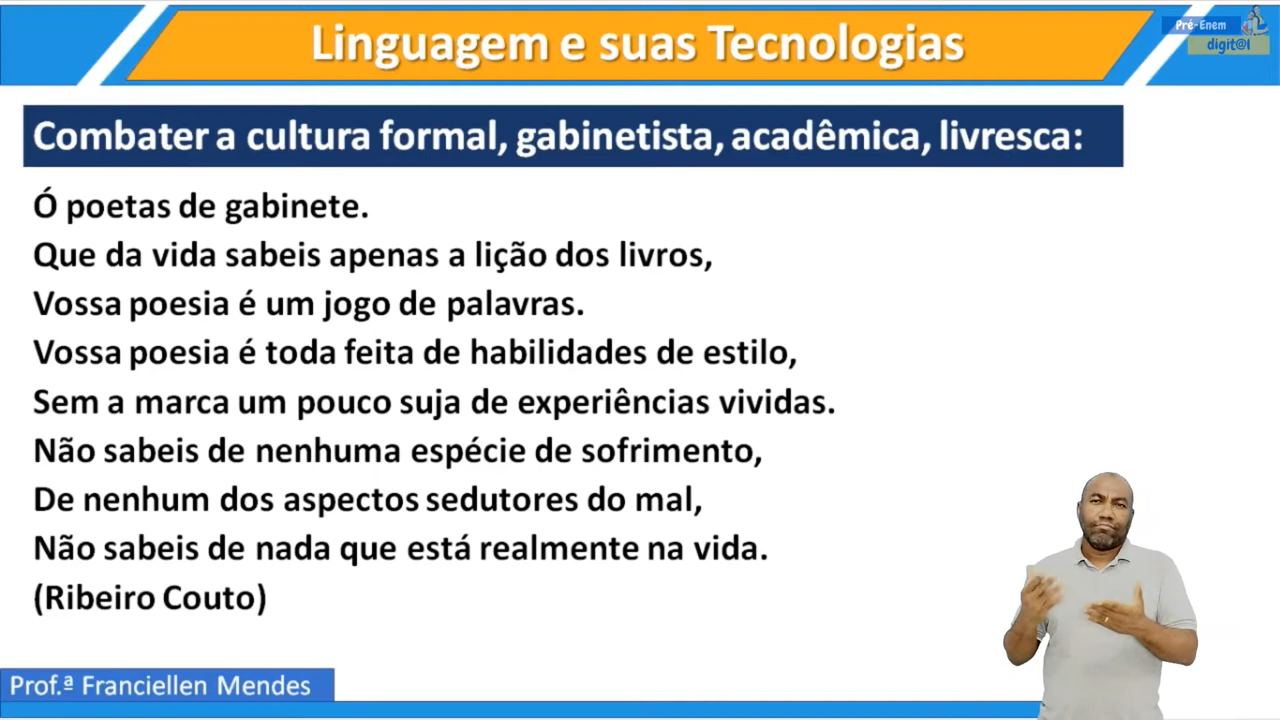 Linguagem e suas Tecnologias
Pré-Enem
digit@l
Combater a cultura formal, gabinetista, acadêmica, livresca:
Ó poetas de gabinete.
Que da vida sabeis apenas a lição dos livros,
Vossa poesia é um jogo de palavras.
Vossa poesia é toda feita de habilidades de estilo,
Sem a marca um pouco suja de experiências vividas.
Não sabeis de nenhuma espécie de sofrimento,
De nenhum dos aspectos sedutores do mal,
Não sabeis de nada que está realmente na vida.
(Ribeiro Couto)
Prof.ª Franciellen Mendes